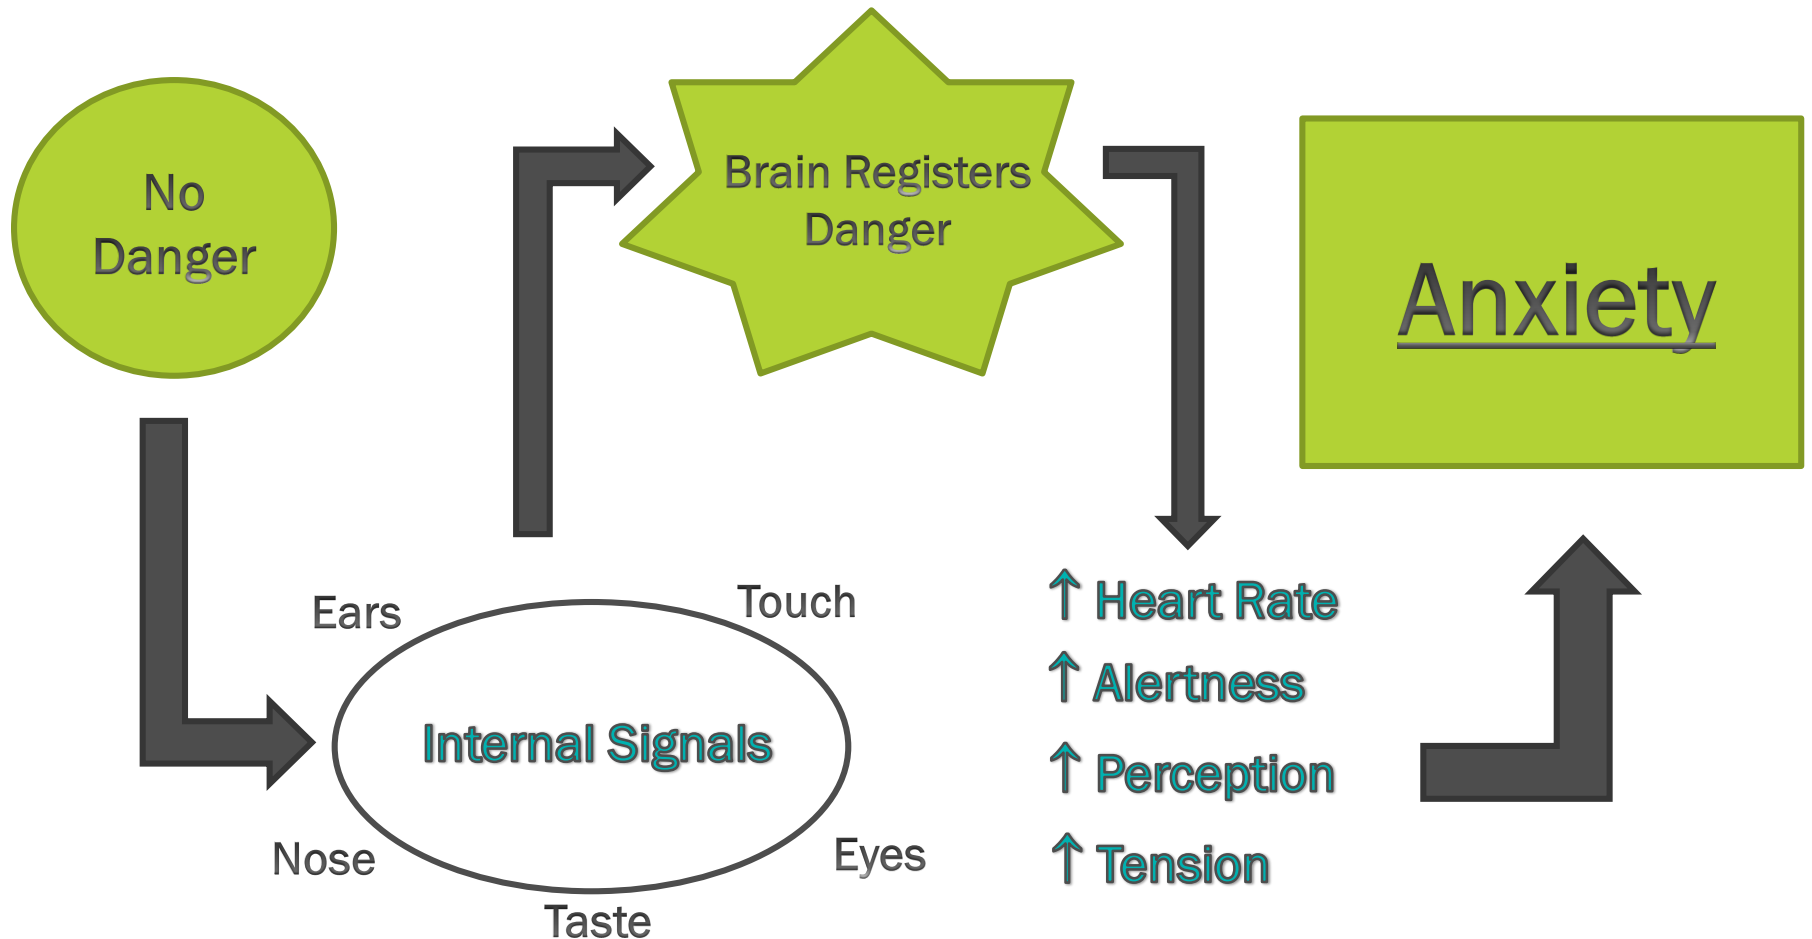 No
Danger
Ears
Touch
Internal Signals
Nose
Eyes
Taste
Brain Registers
Danger
↑ Heart Rate
↑ Alertness
↑ Perception
↑ Tension
Anxiety